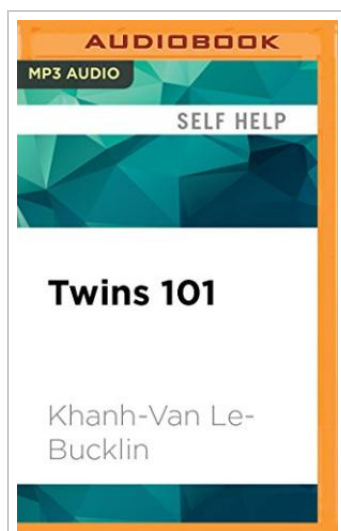 AUDIOBOOK
MP3 AUDIO
SELF HELP
Twins 101
Khanh-Van Le-
Bucklin